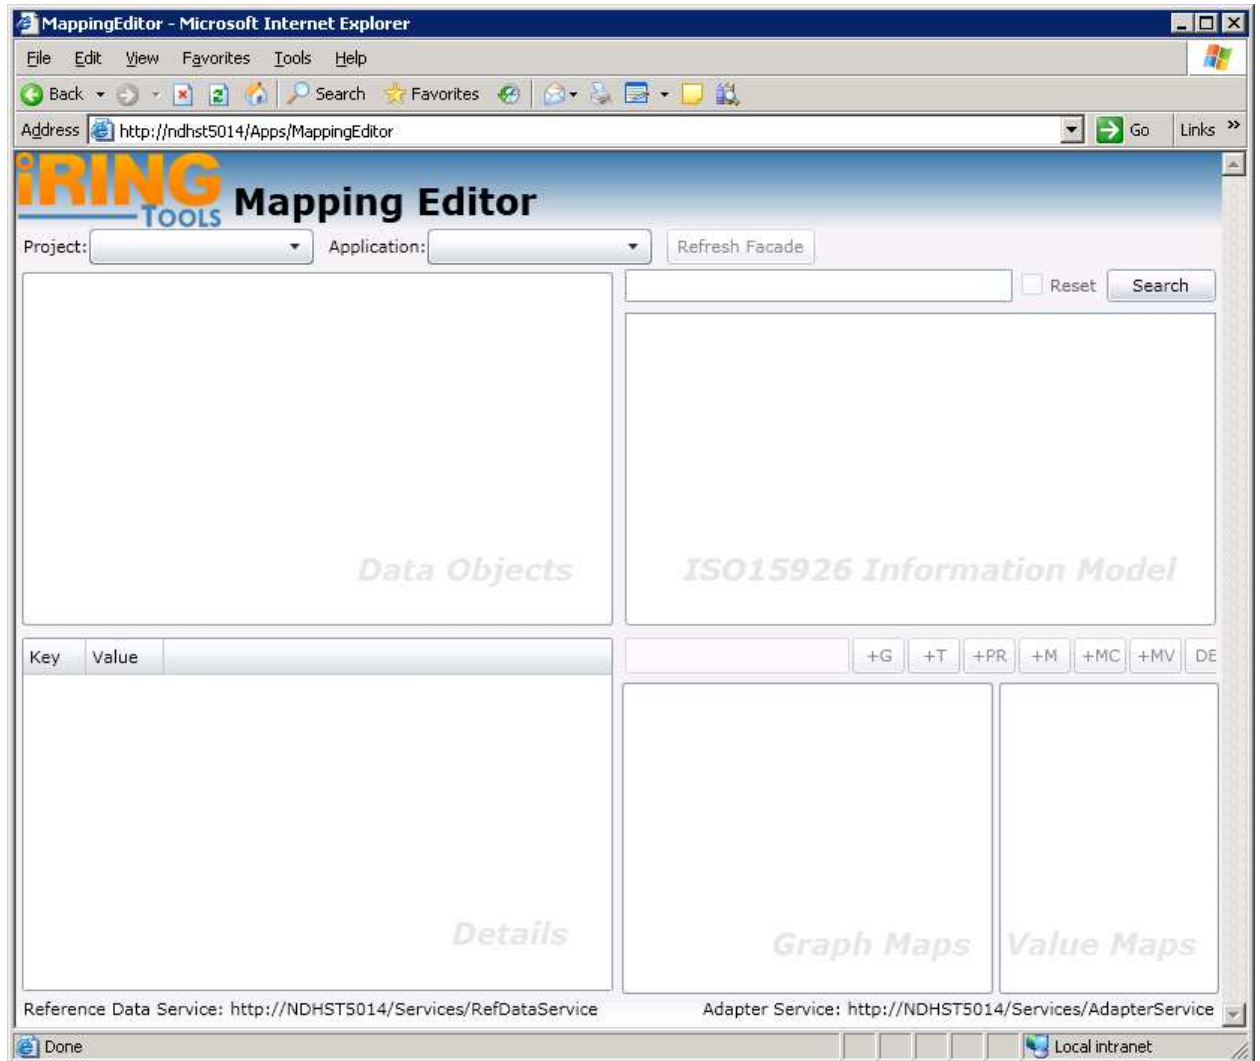 MappingEditor - Microsoft Internet Explorer
File Edit View Favorites Tools Help
Back Search Favorites
Address http://ndhst5014/Apps/MappingEditor Go Links »
iRING TOOLS Mapping Editor
Project: Application: Refresh Facade
Reset Search
Data Objects ISO15926 Information Model
Key Value +G +T +PR +M +MC +MV DE
Details Graph Maps Value Maps
Reference Data Service: http://NDHST5014/Services/RefDataService Adapter Service: http://NDHST5014/Services/AdapterService
Done Local intranet